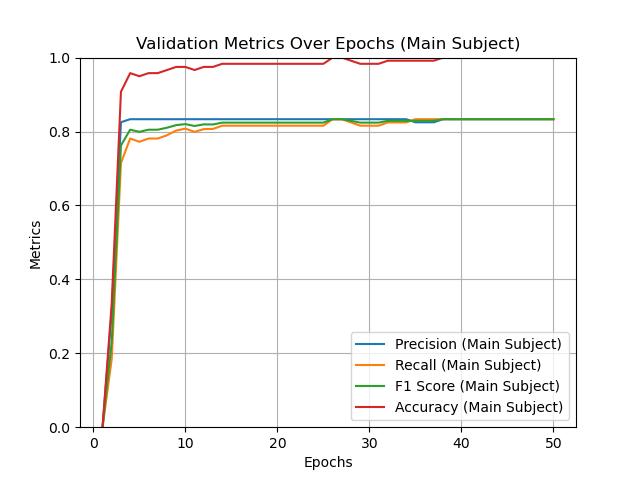 Validation Metrics Over Epochs (Main Subject)
1.0
0.8
0.6
0.4
0.2
0.0
Metrics
0
10
20
30
40
50
Epochs
Precision (Main Subject)
Recall (Main Subject)
F1 Score (Main Subject)
Accuracy (Main Subject)